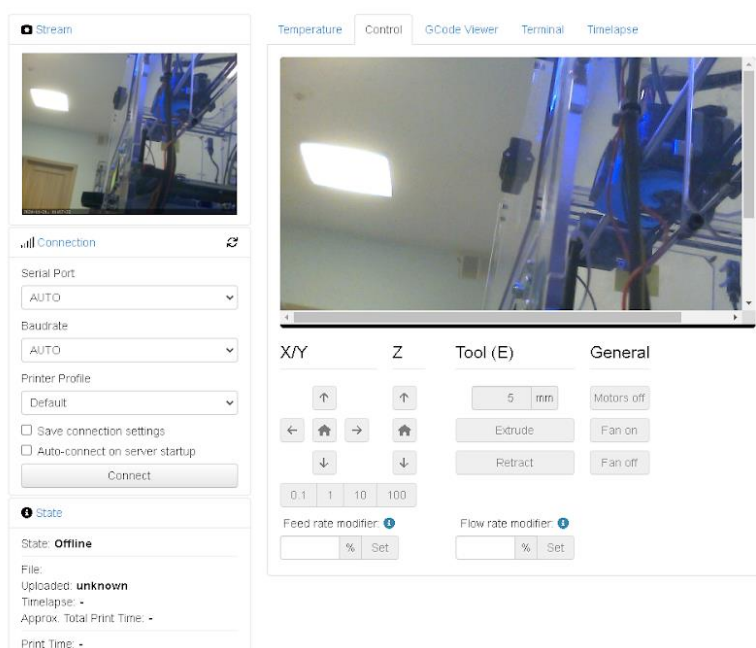 Stream
Connection
Serial Port
AUTO
Baudrate
AUTO
Printer Profile
Default
Save connection settings
Auto-connect on server startup
Connect
State
State: Offline
File:
Uploaded: unknown
Timelapse: -
Approx. Total Print Time: -
Print Time: -
Temperature Control GCode Viewer Terminal Timelapse
X/Y Z Tool (E) General
5 mm Motors off
Extrude Fan on
Retract Fan off
0.1 1 10 100
Feed rate modifier: Flow rate modifier:
% Set % Set